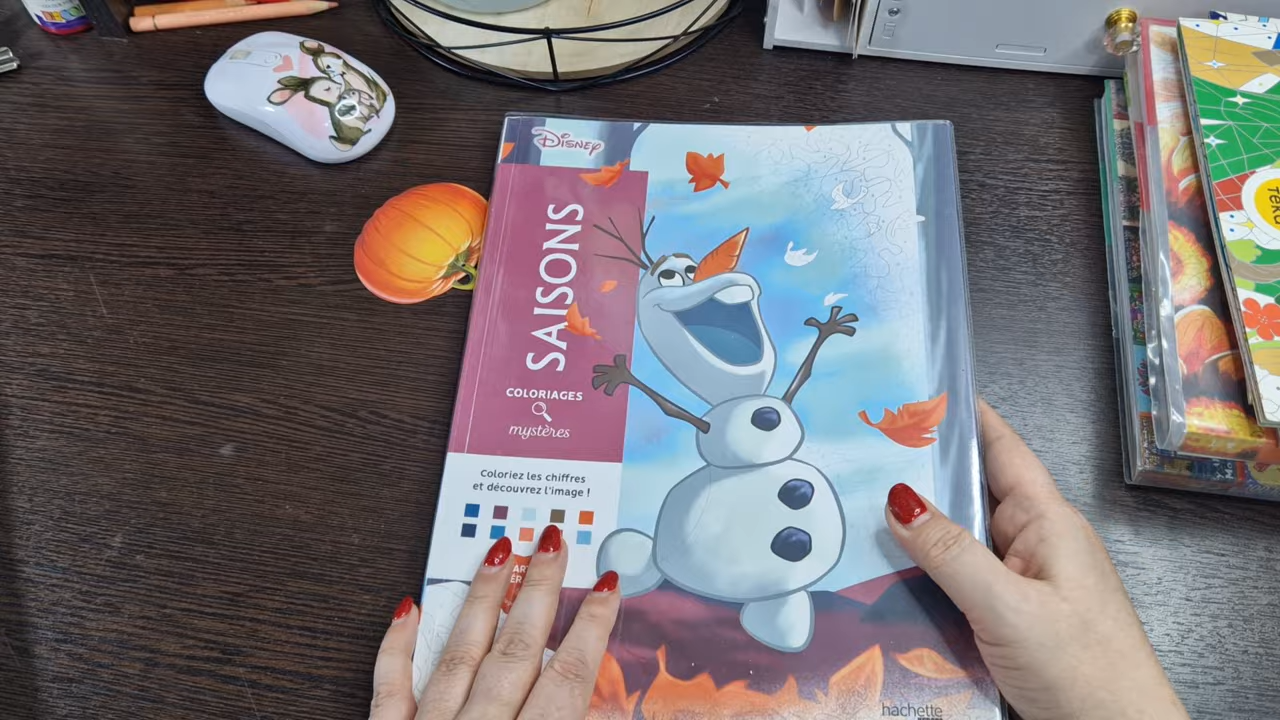 Disney
SAISONS
COLORIAGES
mystères
Coloriez les chiffres
et découvrez l'image !
hachette